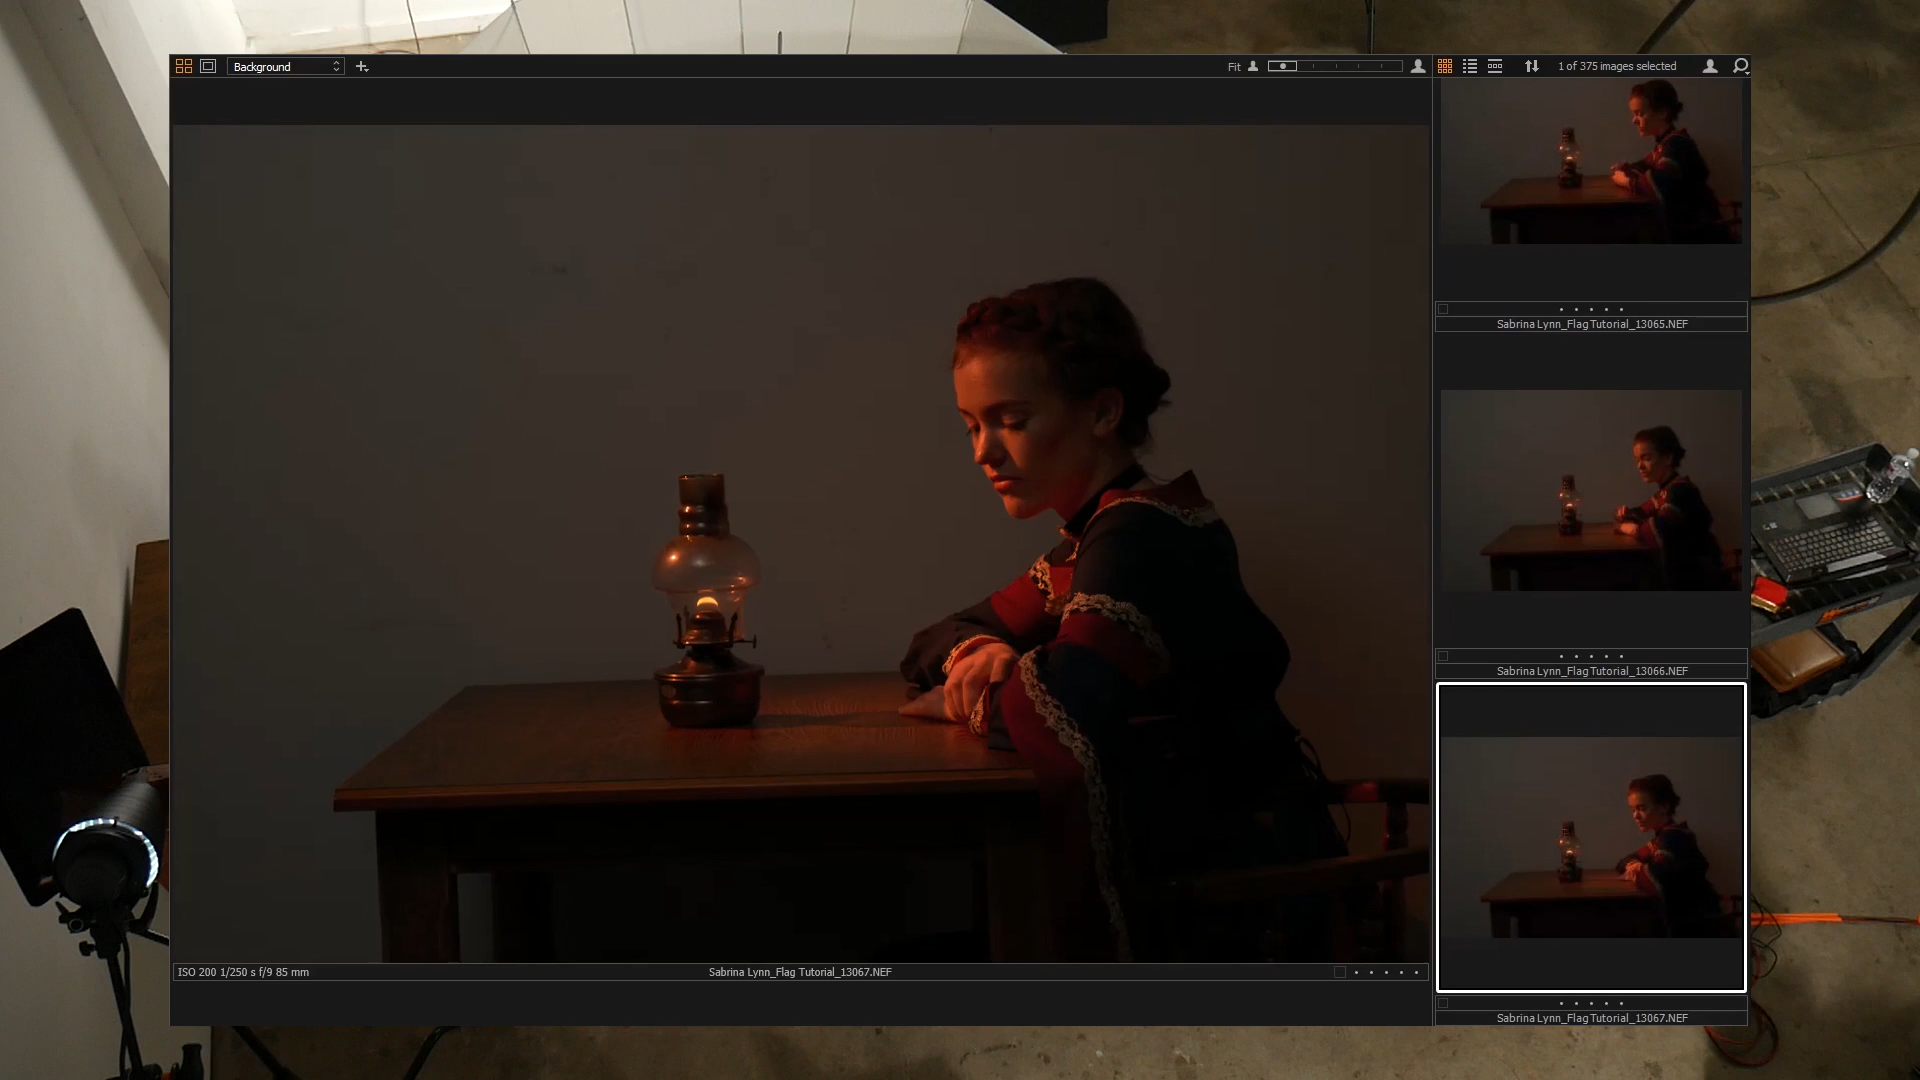 Background
Fit
1 of 375 images selected
Sabrina Lynn_Flag Tutorial_13065.NEF
Sabrina Lynn_Flag Tutorial_13066.NEF
ISO 200 1/250 s f/9 85 mm
Sabrina Lynn_Flag Tutorial_13067.NEF
Sabrina Lynn_Flag Tutorial_13067.NEF